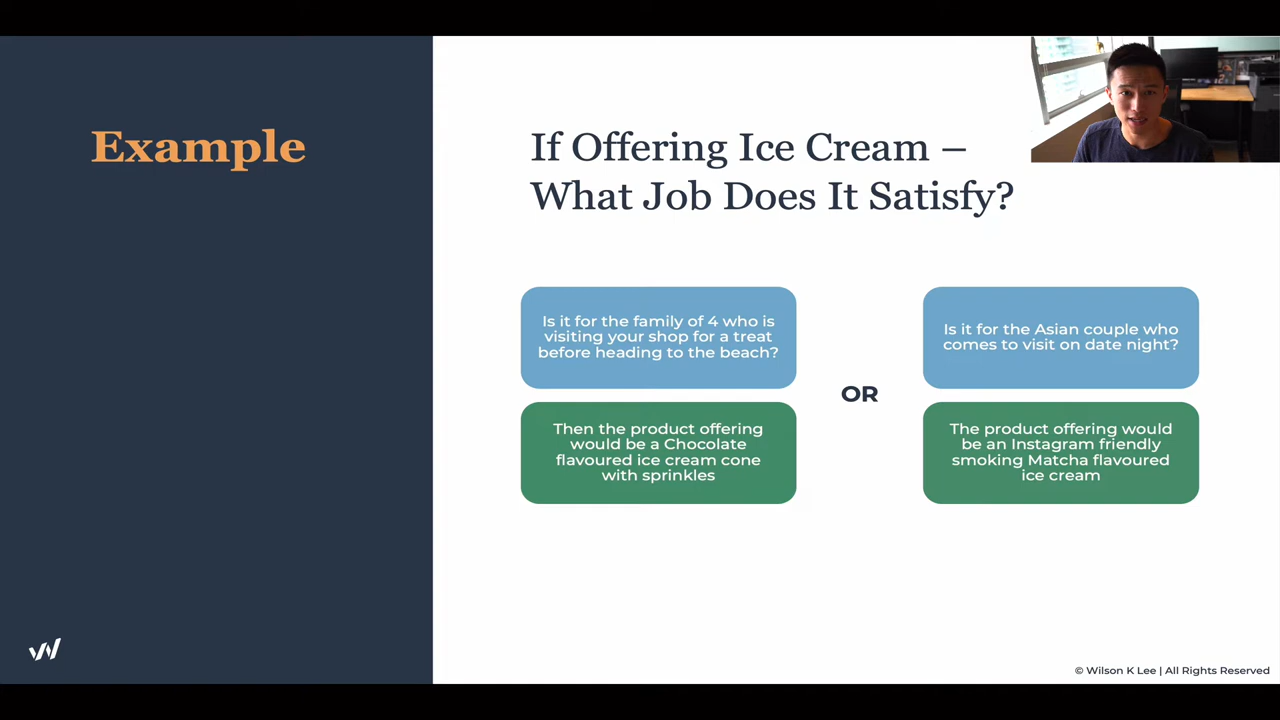 Example
If Offering Ice Cream –
What Job Does It Satisfy?
Is it for the family of 4 who is
visiting your shop for a treat
before heading to the beach?
Then the product offering
would be a Chocolate
flavoured ice cream cone
with sprinkles
OR
Is it for the Asian couple who
comes to visit on date night?
The product offering would
be an Instagram friendly
smoking Matcha flavoured
ice cream
© Wilson K Lee | All Rights Reserved